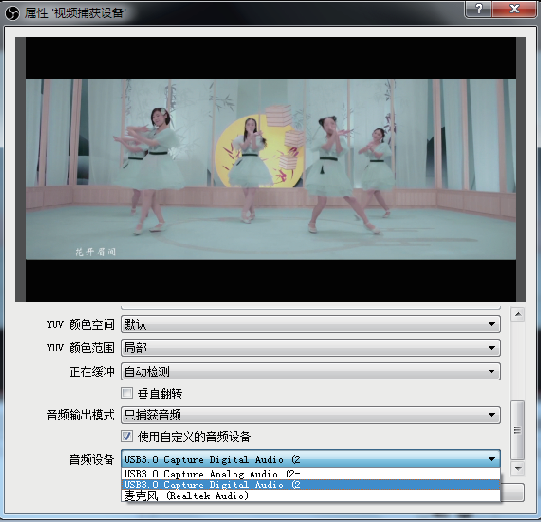 属性 '视频捕获设备'
花开眉间
YUV 颜色空间 默认
YUV 颜色范围 局部
正在缓冲 自动检测
垂直翻转
音频输出模式 只捕获音频
使用自定义的音频设备
音频设备 USB3.0 Capture Digital Audio (2
USB3.0 Capture Analog Audio (2-
USB3.0 Capture Digital Audio (2
麦克风 (Realtek Audio)